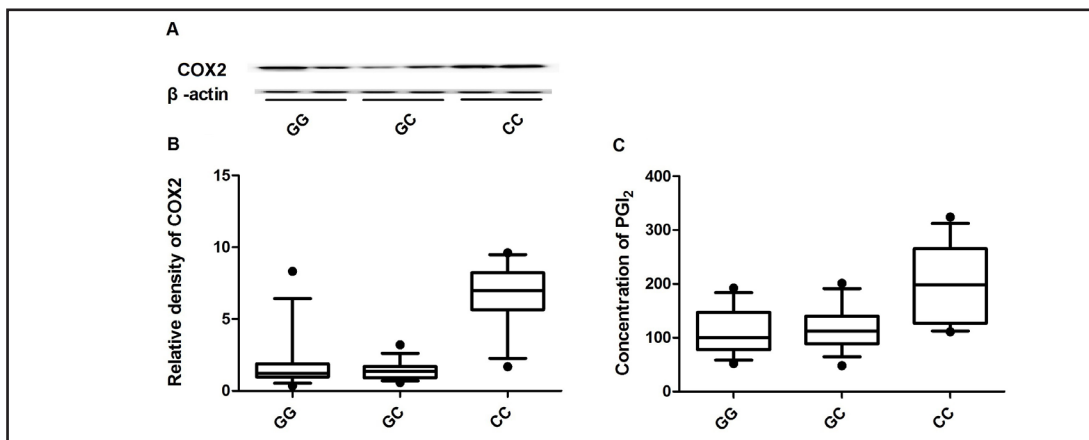 A
COX2
β -actin
GG GC CC
B
Relative density of COX2
15
10
5
0
GG GC CC
C
Concentration of PGI₂
400
300
200
100
0
GG GC CC